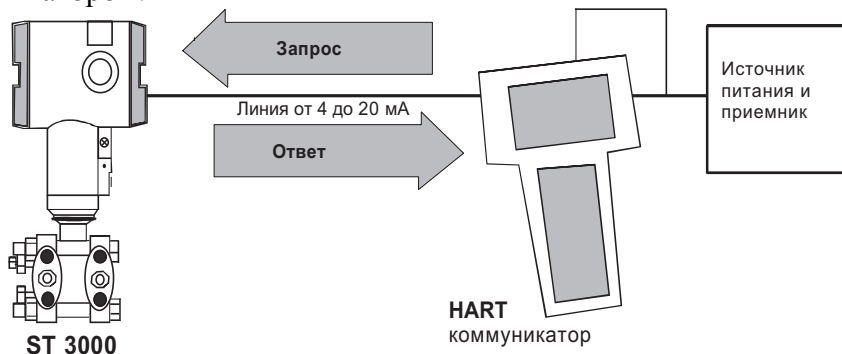 Запрос
Линия от 4 до 20 мА
Ответ
Источник
питания и
приемник
HART
коммуникатор
ST 3000